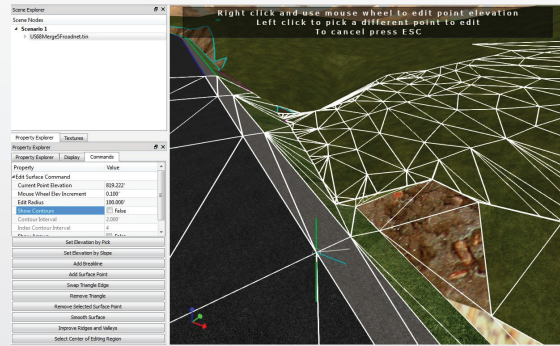 Scene Explorer
Scene Nodes
Scenario 1
US68MergeSFroadnet.tin
Property Explorer Textures
Property Explorer
Property Explorer Display Commands
Property Value
Edit Surface Command
Current Point Elevation 819.222'
Mouse Wheel Elev Increment 0.100'
Edit Radius 100.000'
Show Contours False
Contour Interval 2.000'
Index Contour Interval 4
False
Set Elevation by Pick
Set Elevation by Slope
Add Breakline
Add Surface Point
Swap Triangle Edge
Remove Triangle
Remove Selected Surface Point
Smooth Surface
Improve Ridges and Valleys
Select Center of Editing Region
Right click and use mouse wheel to edit point elevation
Left click to pick a different point to edit
To cancel press ESC